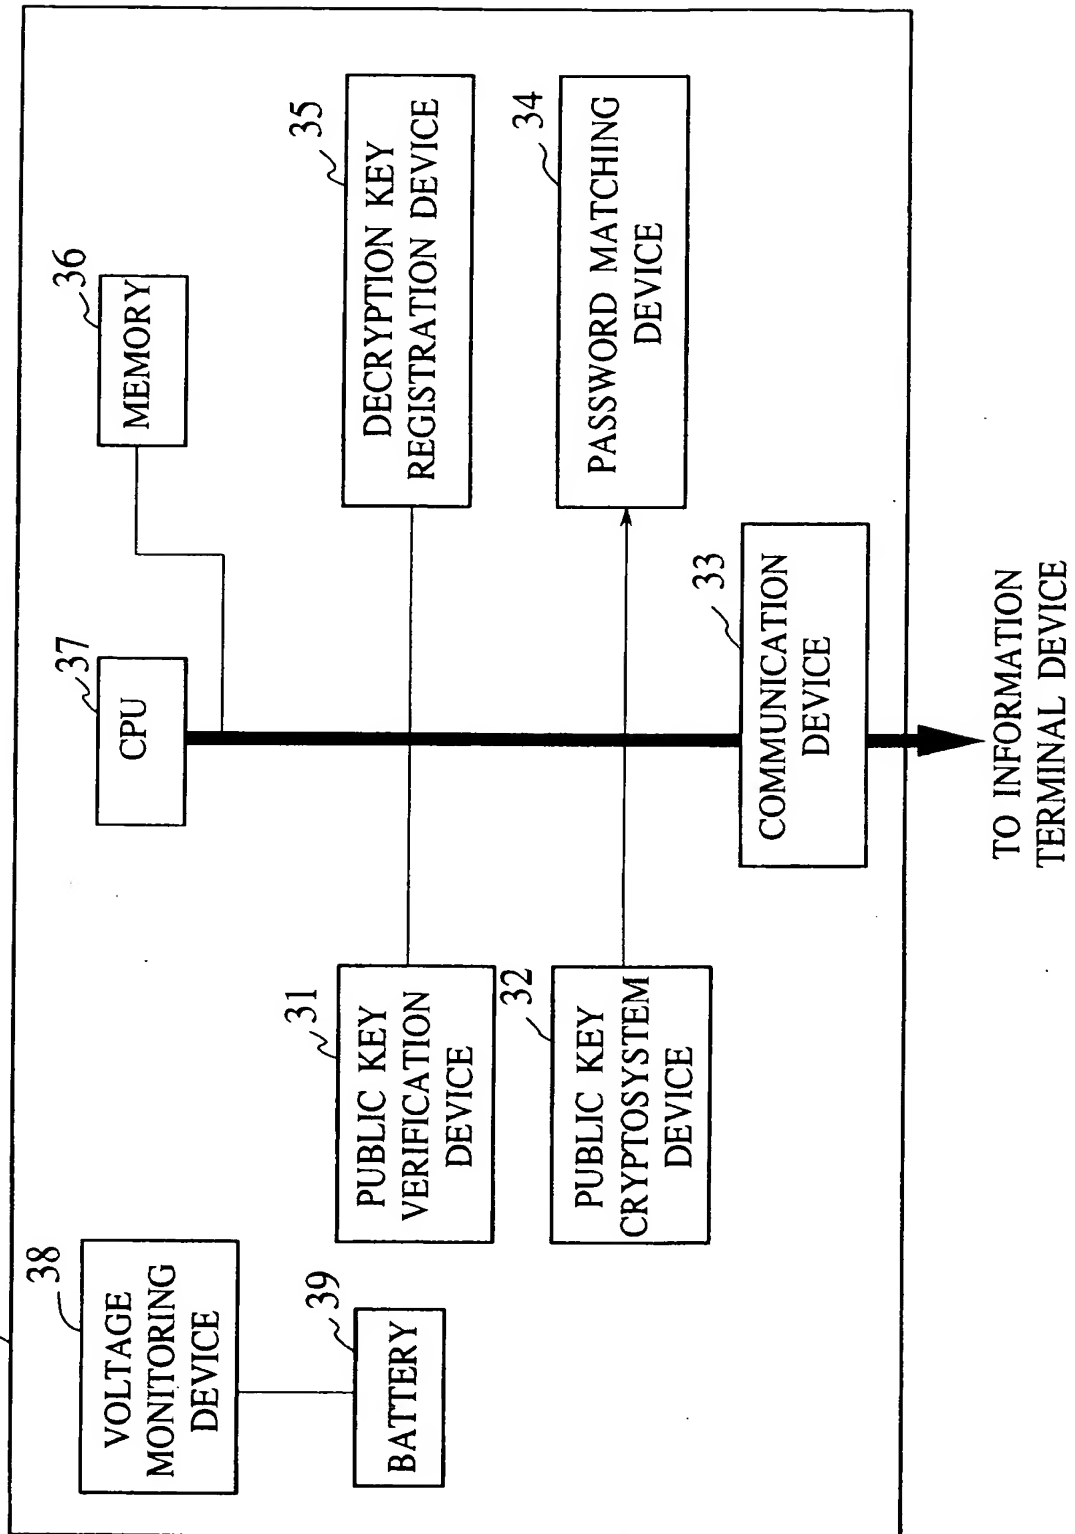 38
VOLTAGE
MONITORING
DEVICE
39
BATTERY
31
PUBLIC KEY
VERIFICATION
DEVICE
32
PUBLIC KEY
CRYPTOSYSTEM
DEVICE
37
CPU
36
MEMORY
35
DECRYPTION KEY
REGISTRATION DEVICE
34
PASSWORD MATCHING
DEVICE
33
COMMUNICATION
DEVICE
TO INFORMATION
TERMINAL DEVICE